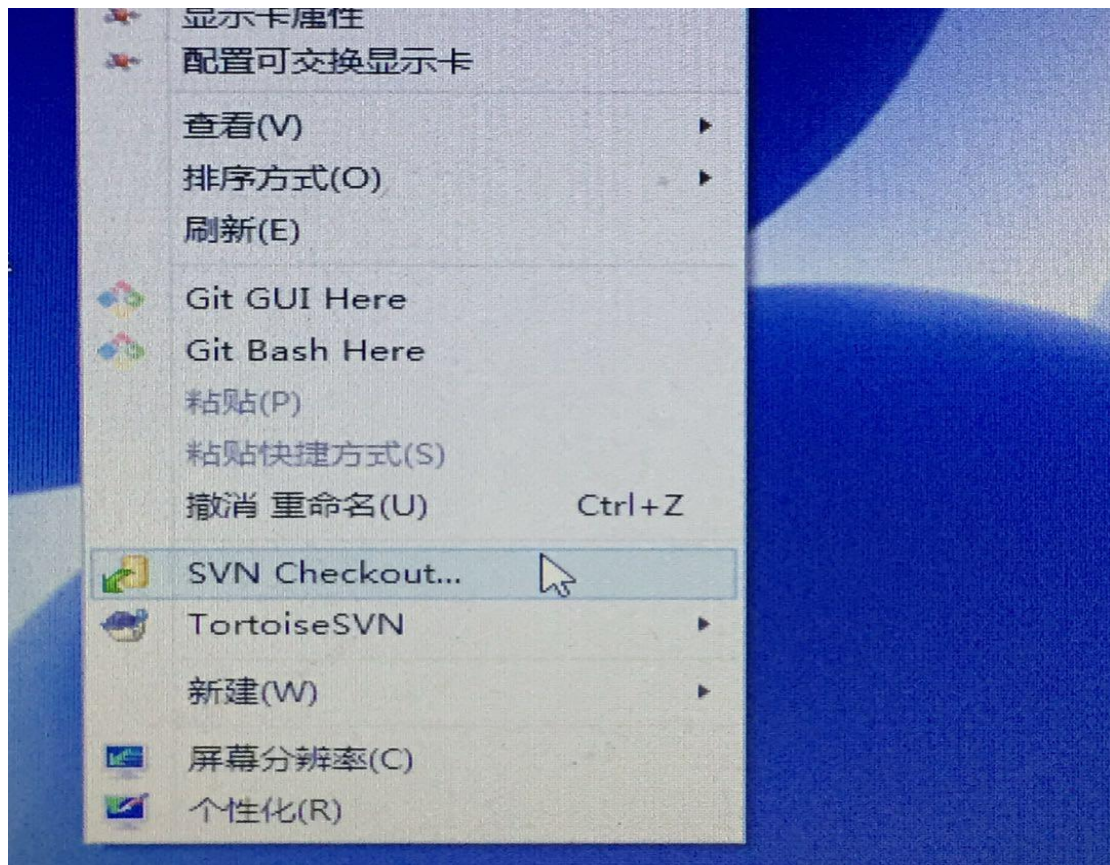 显示卡属性
配置可交换显示卡
查看(V)
排序方式(O)
刷新(E)
Git GUI Here
Git Bash Here
粘贴(P)
粘贴快捷方式(S)
撤消 重命名(U) Ctrl+Z
SVN Checkout...
TortoiseSVN
新建(W)
屏幕分辨率(C)
个性化(R)